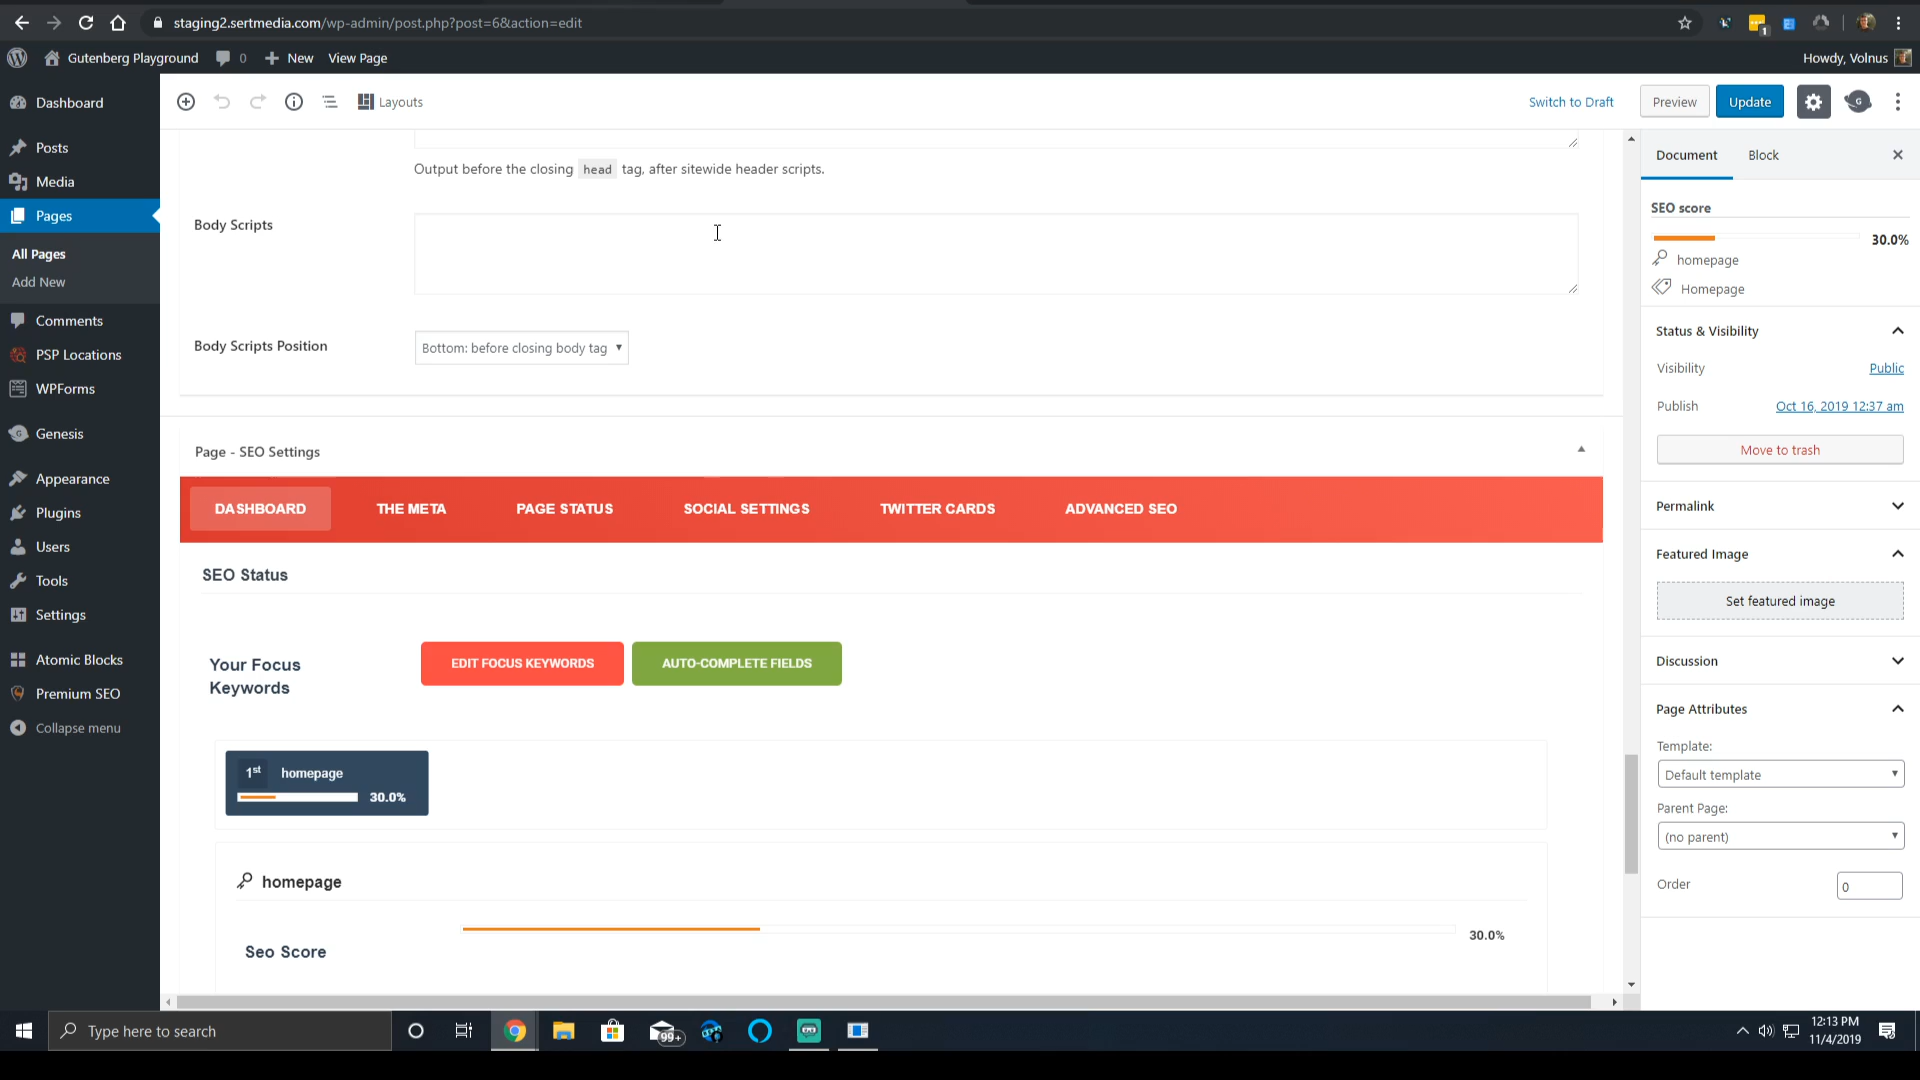 staging2.sertmedia.com/wp-admin/post.php?post=6&action=edit
1
Gutenberg Playground
0
New
View Page
Howdy, Volnus
Dashboard
Posts
Media
Pages
All Pages
Add New
Comments
PSP Locations
WPForms
Genesis
Appearance
Plugins
Users
Tools
Settings
Atomic Blocks
Premium SEO
Collapse menu
Layouts
Switch to Draft
Preview
Update
G
Output before the closing head tag, after sitewide header scripts.
Body Scripts
Body Scripts Position
Bottom: before closing body tag
Page - SEO Settings
DASHBOARD
THE META
PAGE STATUS
SOCIAL SETTINGS
TWITTER CARDS
ADVANCED SEO
SEO Status
Your Focus
Keywords
EDIT FOCUS KEYWORDS
AUTO-COMPLETE FIELDS
1st homepage
30.0%
homepage
Seo Score
30.0%
Document
Block
SEO score
30.0%
homepage
Homepage
Status & Visibility
Visibility
Public
Publish
Oct 16, 2019 12:37 am
Move to trash
Permalink
Featured Image
Set featured image
Discussion
Page Attributes
Template:
Default template
Parent Page:
(no parent)
Order
0
Type here to search
99+
12:13 PM
11/4/2019